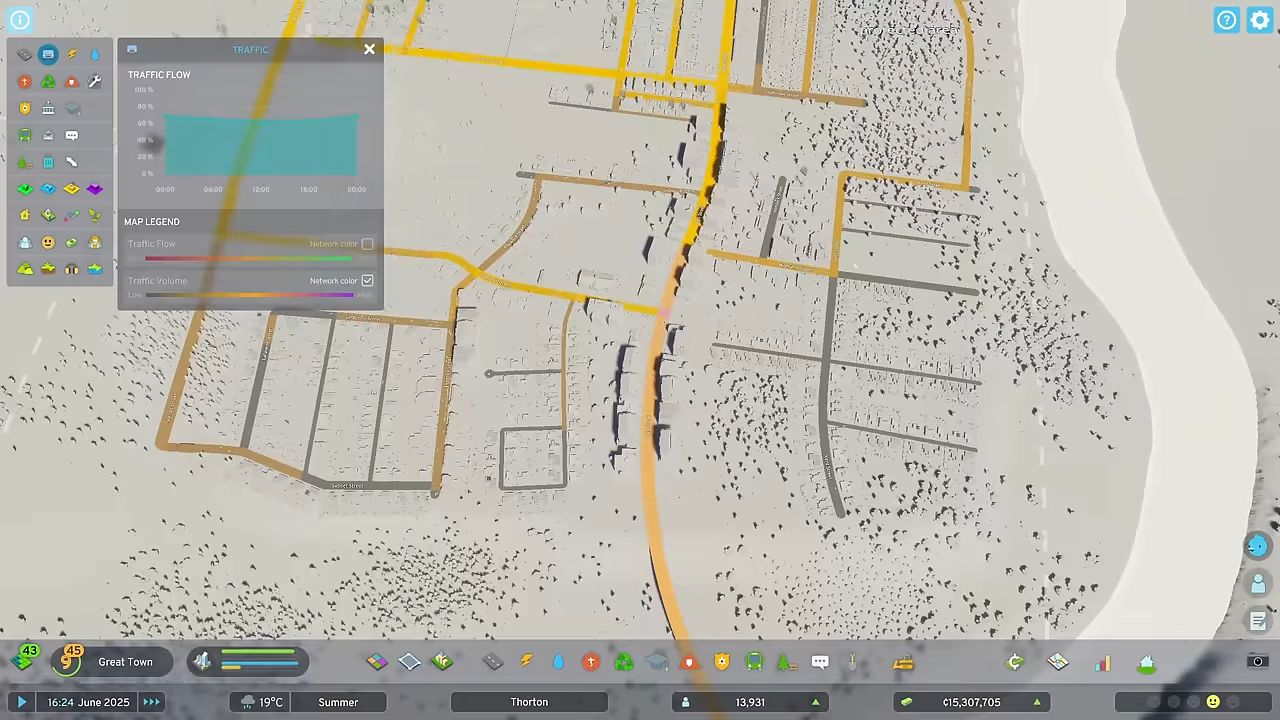 TRAFFIC
TRAFFIC FLOW
100 %
80 %
60 %
40 %
20 %
0 %
00:00 06:00 12:00 18:00 00:00
MAP LEGEND
Traffic Flow Network color
Traffic Volume Network color
Low High
protected area
Sunset Street
43
45
Great Town
16:24 June 2025
19°C
Summer
Thorton
13,931
¢15,307,705